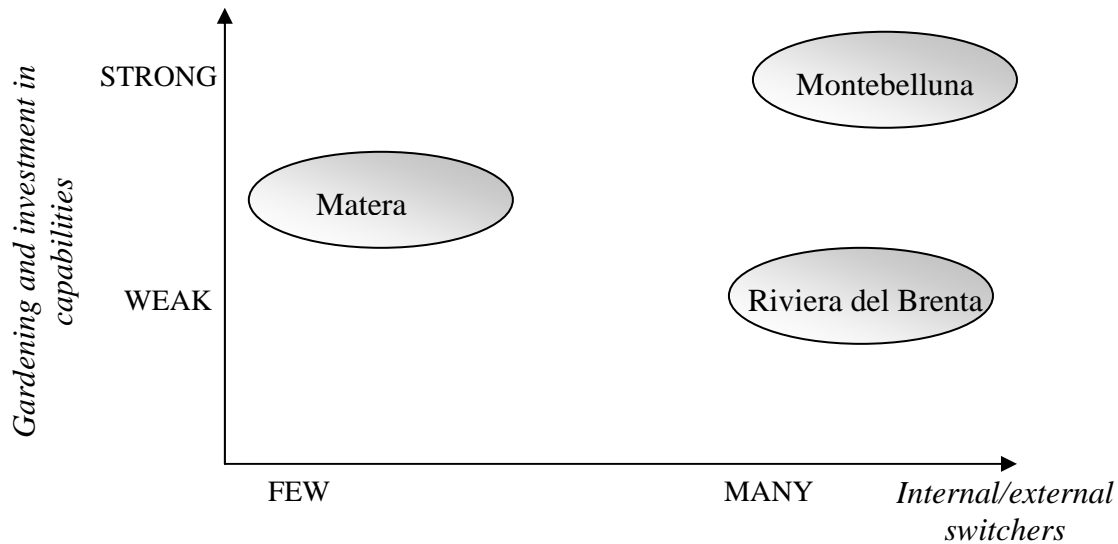 Gardening and investment in
capabilities
STRONG
Montebelluna
Matera
WEAK
Riviera del Brenta
FEW
MANY
Internal/external
switchers